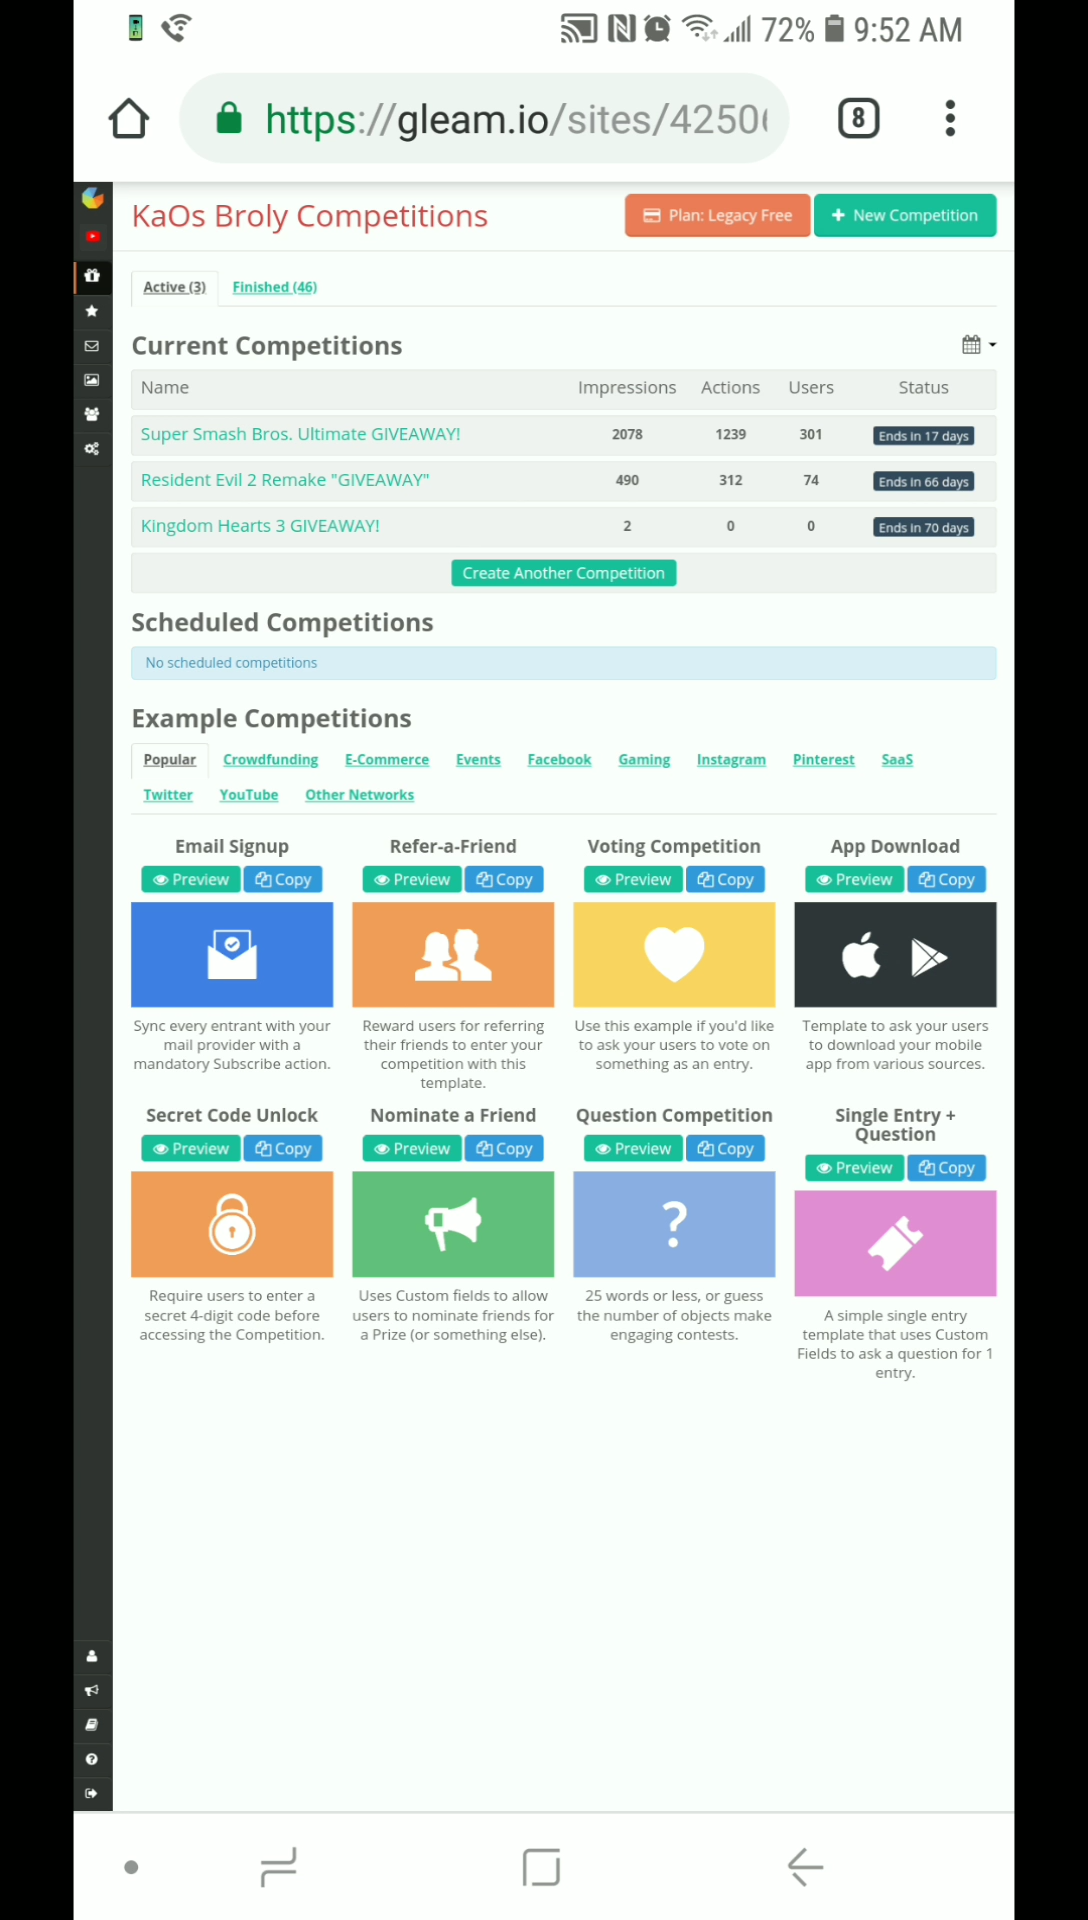 72% 9:52 AM
https://gleam.io/sites/4250
8
KaOs Broly Competitions
Plan: Legacy Free
+ New Competition
Active (3) Finished (46)
Current Competitions
Name Impressions Actions Users Status
Super Smash Bros. Ultimate GIVEAWAY! 2078 1239 301 Ends in 17 days
Resident Evil 2 Remake "GIVEAWAY" 490 312 74 Ends in 66 days
Kingdom Hearts 3 GIVEAWAY! 2 0 0 Ends in 70 days
Create Another Competition
Scheduled Competitions
No scheduled competitions
Example Competitions
Popular Crowdfunding E-Commerce Events Facebook Gaming Instagram Pinterest SaaS
Twitter YouTube Other Networks
Email Signup
Preview Copy
Sync every entrant with your
mail provider with a
mandatory Subscribe action.
Refer-a-Friend
Preview Copy
Reward users for referring
their friends to enter your
competition with this
template.
Voting Competition
Preview Copy
Use this example if you'd like
to ask your users to vote on
something as an entry.
App Download
Preview Copy
Template to ask your users
to download your mobile
app from various sources.
Secret Code Unlock
Preview Copy
Require users to enter a
secret 4-digit code before
accessing the Competition.
Nominate a Friend
Preview Copy
Uses Custom fields to allow
users to nominate friends for
a Prize (or something else).
Question Competition
Preview Copy
?
25 words or less, or guess
the number of objects make
engaging contests.
Single Entry +
Question
Preview Copy
A simple single entry
template that uses Custom
Fields to ask a question for 1
entry.